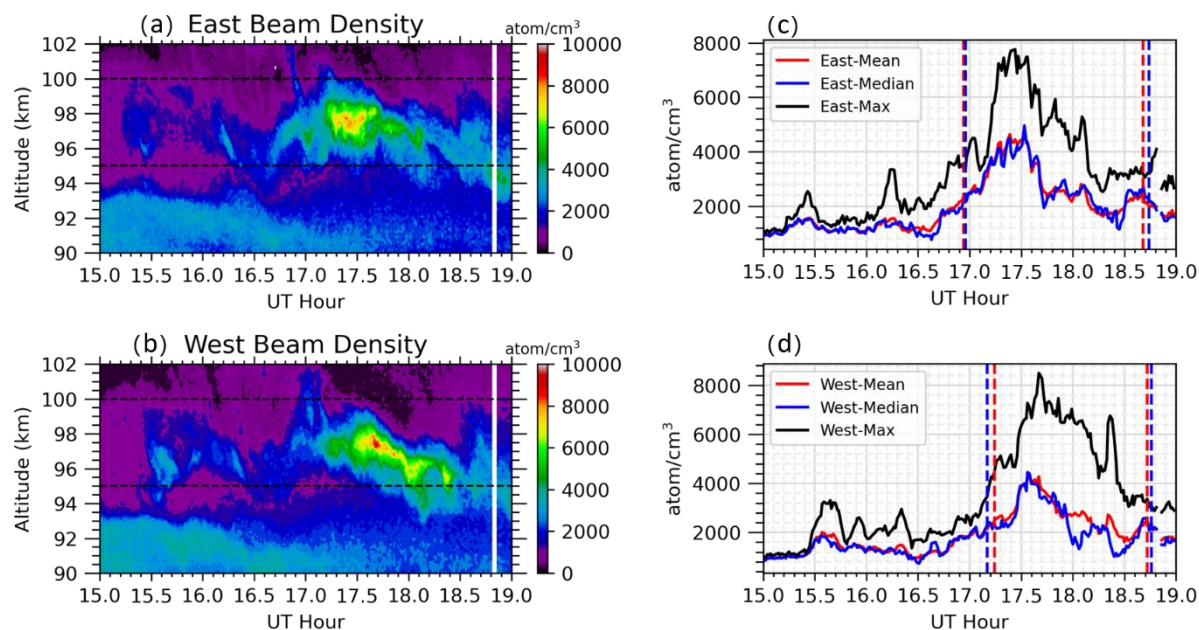 (a) East Beam Density
atom/cm³
102
100
98
96
94
92
90
Altitude (km)
15.0 15.5 16.0 16.5 17.0 17.5 18.0 18.5 19.0
UT Hour
10000
8000
6000
4000
2000
0
(c)
8000
6000
4000
2000
atom/cm³
East-Mean
East-Median
East-Max
15.0 15.5 16.0 16.5 17.0 17.5 18.0 18.5 19.0
UT Hour
(b) West Beam Density
atom/cm³
102
100
98
96
94
92
90
Altitude (km)
15.0 15.5 16.0 16.5 17.0 17.5 18.0 18.5 19.0
UT Hour
10000
8000
6000
4000
2000
0
(d)
8000
6000
4000
2000
atom/cm³
West-Mean
West-Median
West-Max
15.0 15.5 16.0 16.5 17.0 17.5 18.0 18.5 19.0
UT Hour